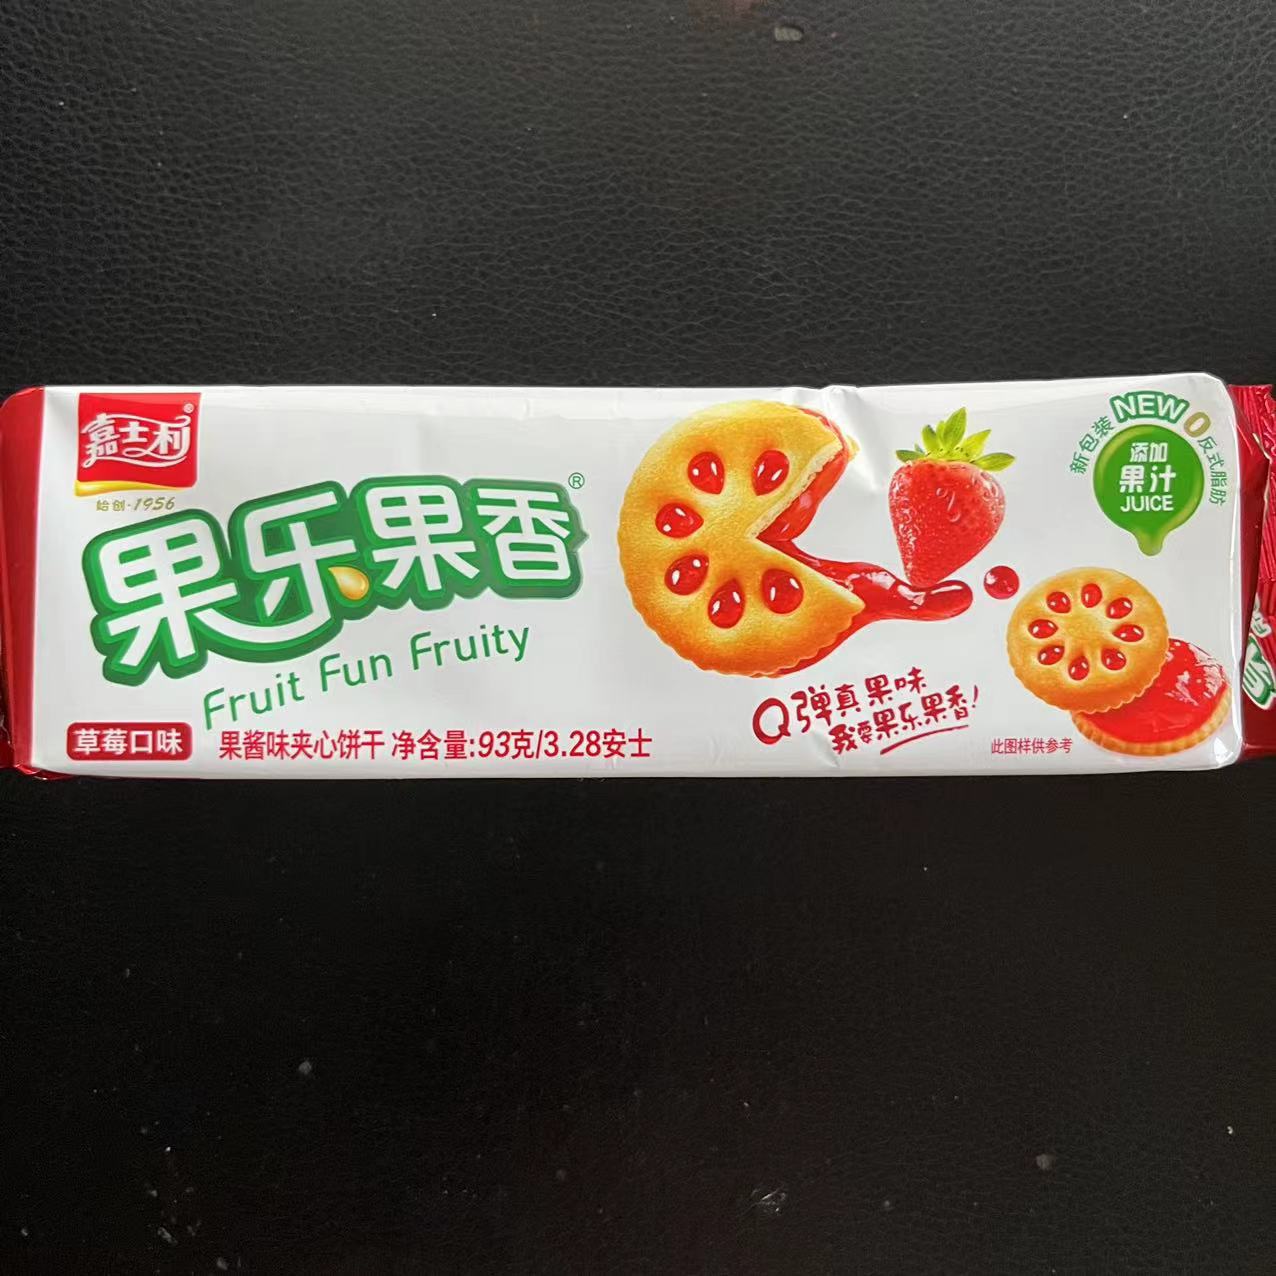 嘉士利®
始创·1956
果乐果香®
Fruit Fun Fruity
草莓口味
果酱味夹心饼干 净含量:93克/3.28安士
Q弹真果味
我要果乐果香!
新包装 NEW 0反式脂肪
添加
果汁
JUICE
此图样供参考